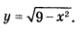 y = √(9 − x²).